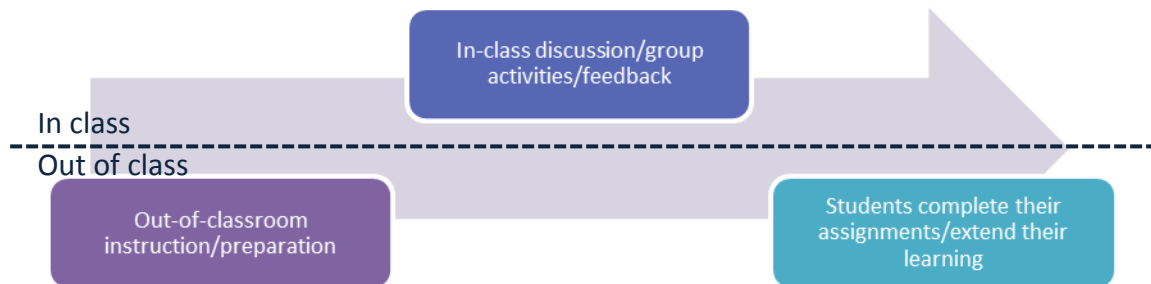 In-class discussion/group
activities/feedback
In class
Out of class
Out-of-classroom
instruction/preparation
Students complete their
assignments/extend their
learning